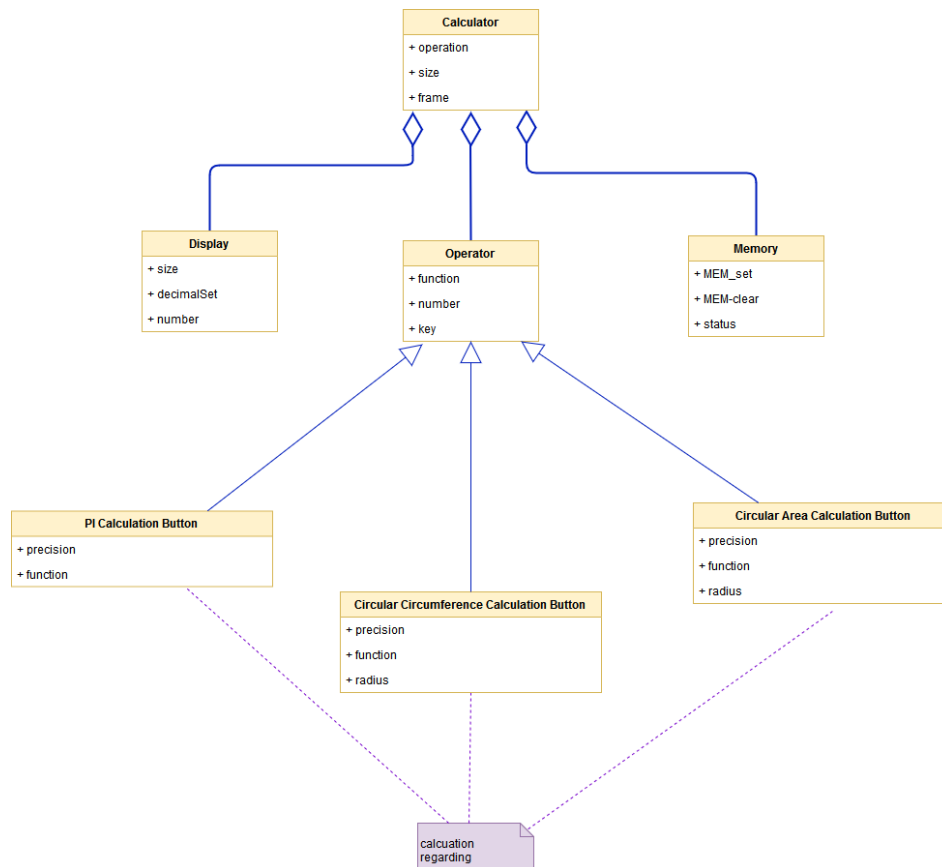 Calculator
+ operation
+ size
+ frame
Display
+ size
+ decimalSet
+ number
Operator
+ function
+ number
+ key
Memory
+ MEM_set
+ MEM-clear
+ status
PI Calculation Button
+ precision
+ function
Circular Circumference Calculation Button
+ precision
+ function
+ radius
Circular Area Calculation Button
+ precision
+ function
+ radius
calcuation
regarding